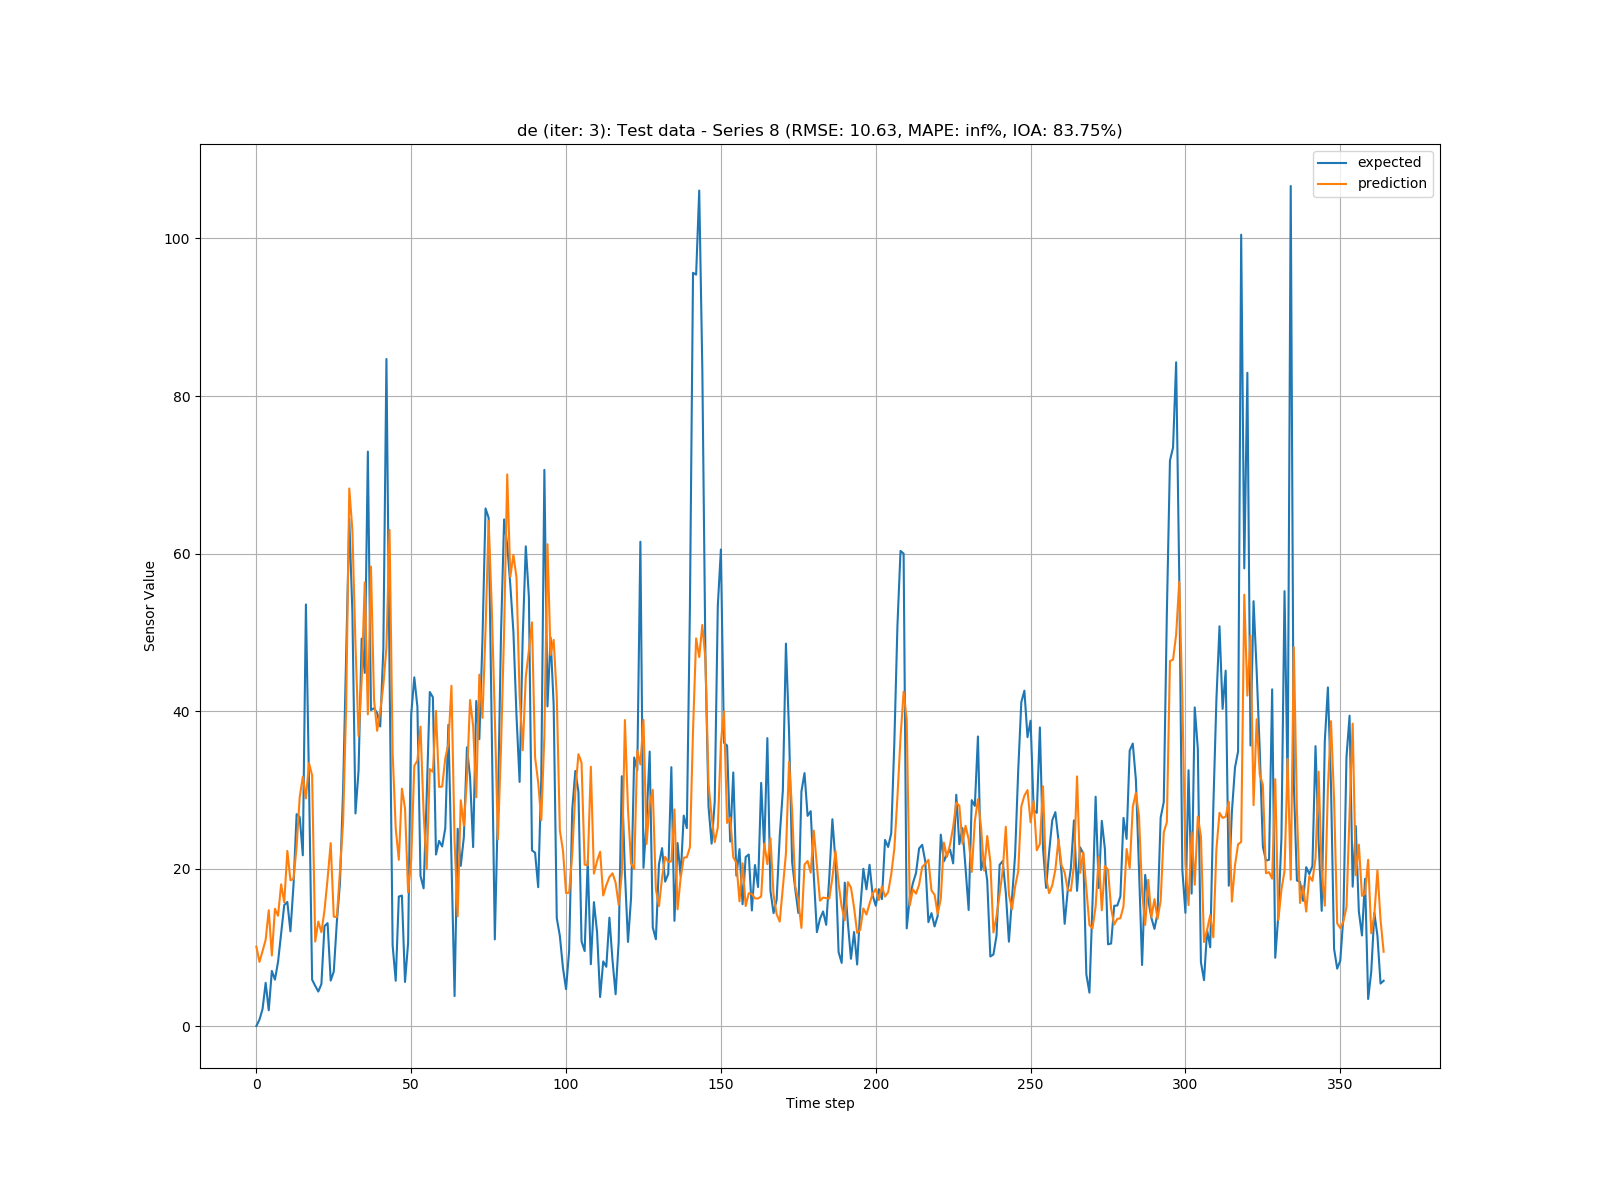 de (iter: 3): Test data - Series 8 (RMSE: 10.63, MAPE: inf%, IOA: 83.75%)
expected
prediction
100
80
60
40
20
0
Sensor Value
0 50 100 150 200 250 300 350
Time step